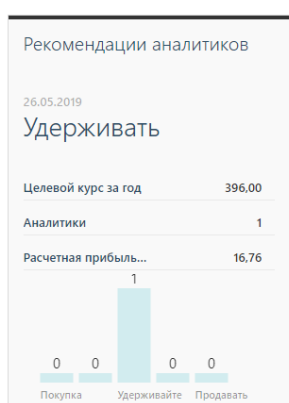 Рекомендации аналитиков
26.05.2019
Удерживать
Целевой курс за год 396,00
Аналитики 1
Расчетная прибыль... 16,76
1
0 0 0 0
Покупка Удерживайте Продавать